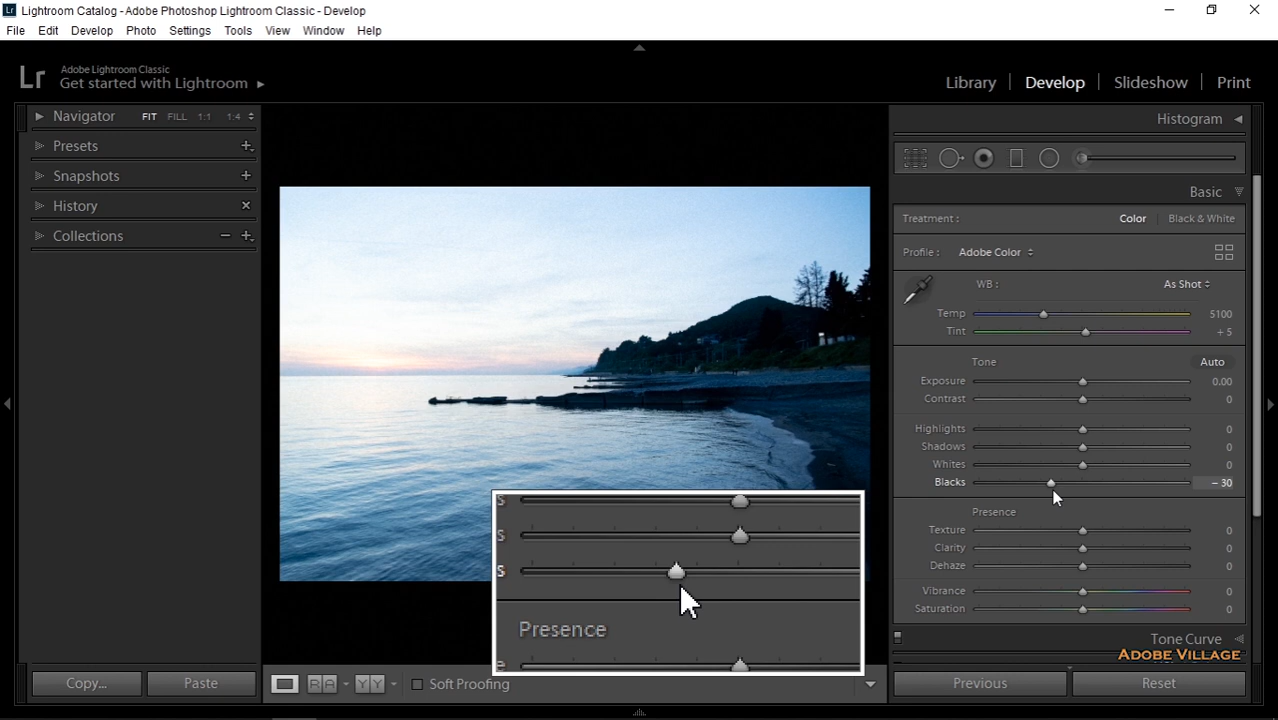 Lr Lightroom Catalog - Adobe Photoshop Lightroom Classic - Develop
File Edit Develop Photo Settings Tools View Window Help
Lr Adobe Lightroom Classic
Get started with Lightroom
Library Develop Slideshow Print
Navigator FIT FILL 1:1 1:4
Presets
Snapshots
History
Collections
Histogram
Basic
Treatment : Color Black & White
Profile : Adobe Color
WB : As Shot
Temp 5100
Tint + 5
Tone Auto
Exposure 0.00
Contrast 0
Highlights 0
Shadows 0
Whites 0
Blacks – 30
Presence
Texture 0
Clarity 0
Dehaze 0
Vibrance 0
Saturation 0
Tone Curve
ADOBE VILLAGE
s
s
s
Presence
e
Copy... Paste
R A Y Y Soft Proofing
Previous Reset